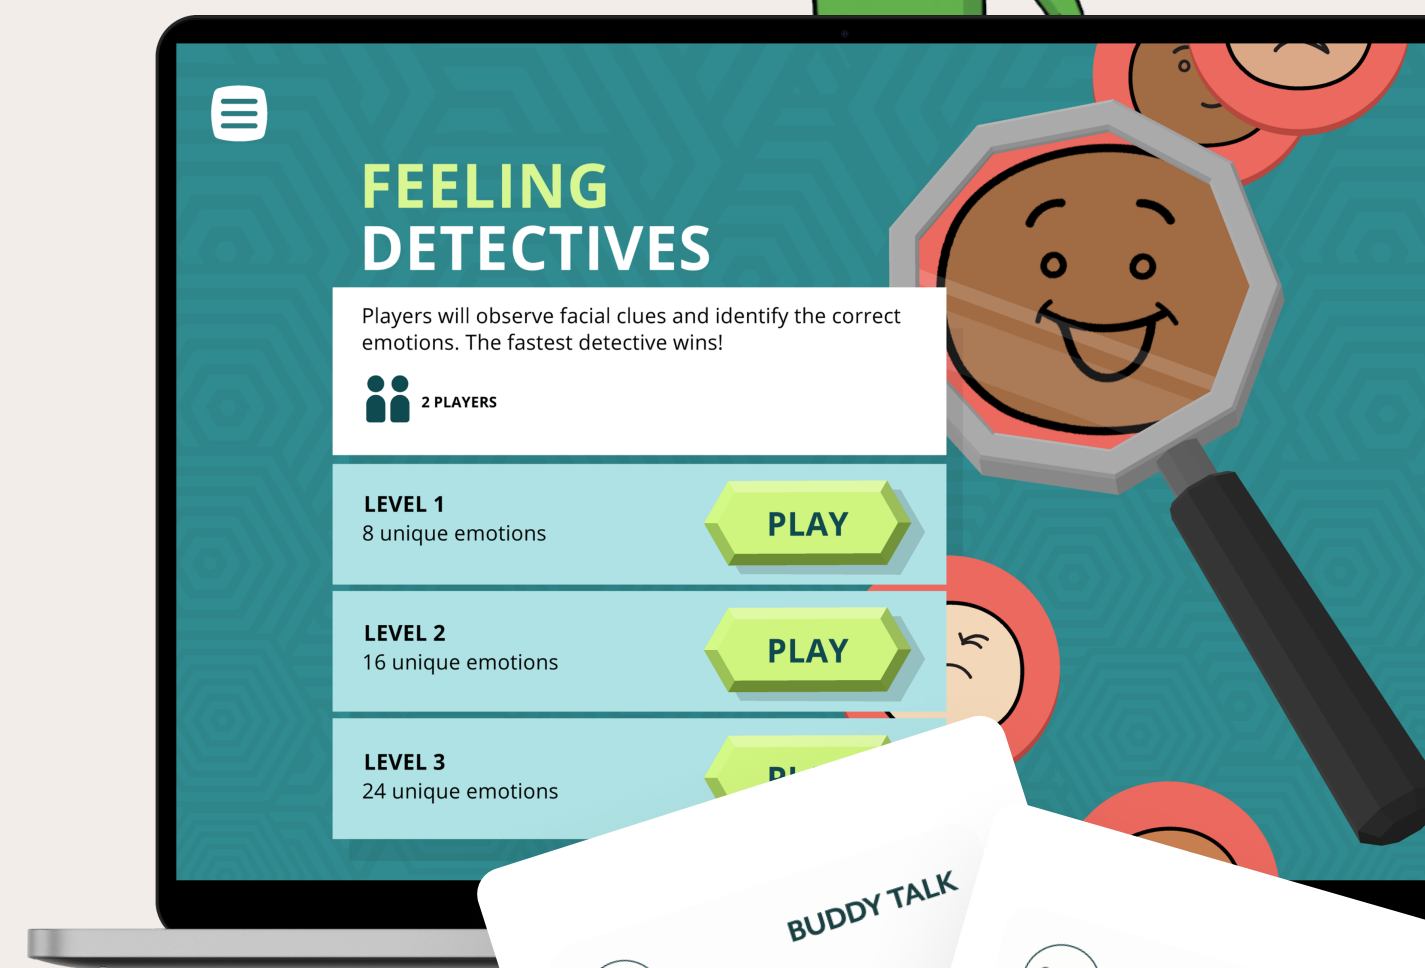 FEELING
DETECTIVES
Players will observe facial clues and identify the correct
emotions. The fastest detective wins!
2 PLAYERS
LEVEL 1
8 unique emotions
PLAY
LEVEL 2
16 unique emotions
PLAY
LEVEL 3
24 unique emotions
BUDDY TALK